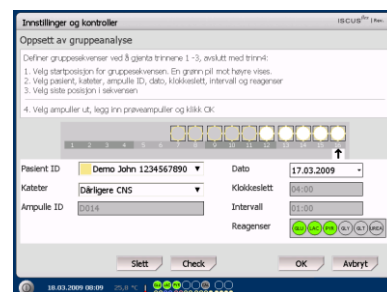 Innstillinger og kontroller
ISCUSflex
Oppsett av gruppeanalyse
Definer gruppesekvenser ved å gjenta trinnene 1 -3, avslutt med trinn4:
1. Velg startposisjon for gruppesekvensen. En grønn pil mot høyre vises.
2. Velg pasient, kateter, ampulle ID, dato, sekvens, intervall og reagenser
3. Velg siste posisjon i sekvensen
4. Velg ampuller ut, legg inn prøveampuller og klikk OK
1 2 3 4 5 6 7 8 9 10 11 12 13 14 15 16
Pasient ID Demo John 1234567890 Dato 17.03.2009
Kateter Dårligere CNS Klokkeslett 04:00
Ampulle ID D014 Intervall 01:00
Reagenser GLU LAC PYR GLY GLT UREA
Slett Check OK Avbryt
18.03.2009 08:09 25,0 °C